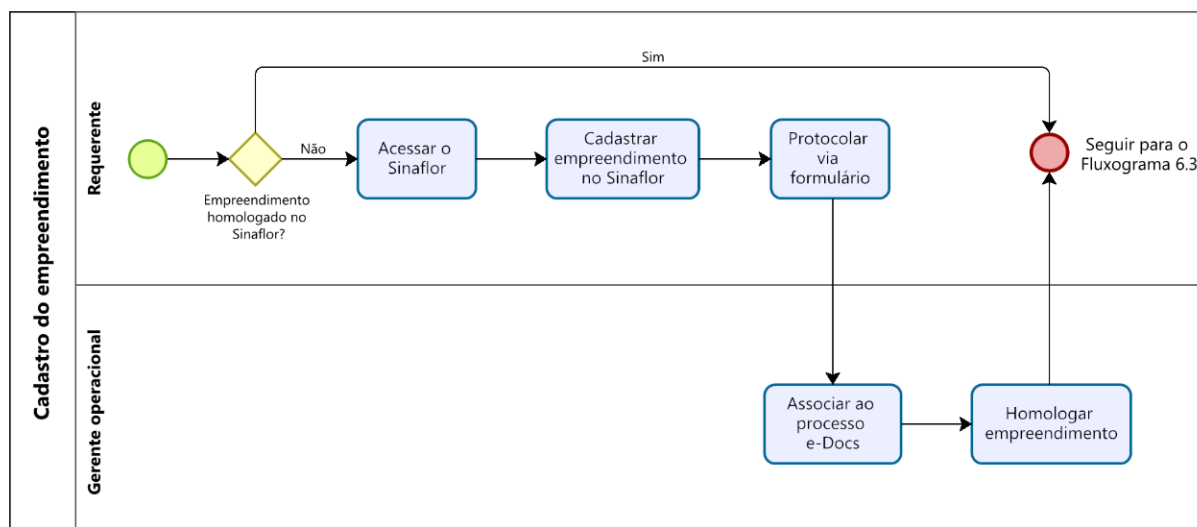 Cadastro do empreendimento
Requerente
Sim
Não
Empreendimento
homologado no
Sinaflor?
Acessar o
Sinaflor
Cadastrar
empreendimento
no Sinaflor
Protocolar
via
formulário
Seguir para o
Fluxograma 6.3
Gerente operacional
Associar ao
processo
e-Docs
Homologar
empreendimento